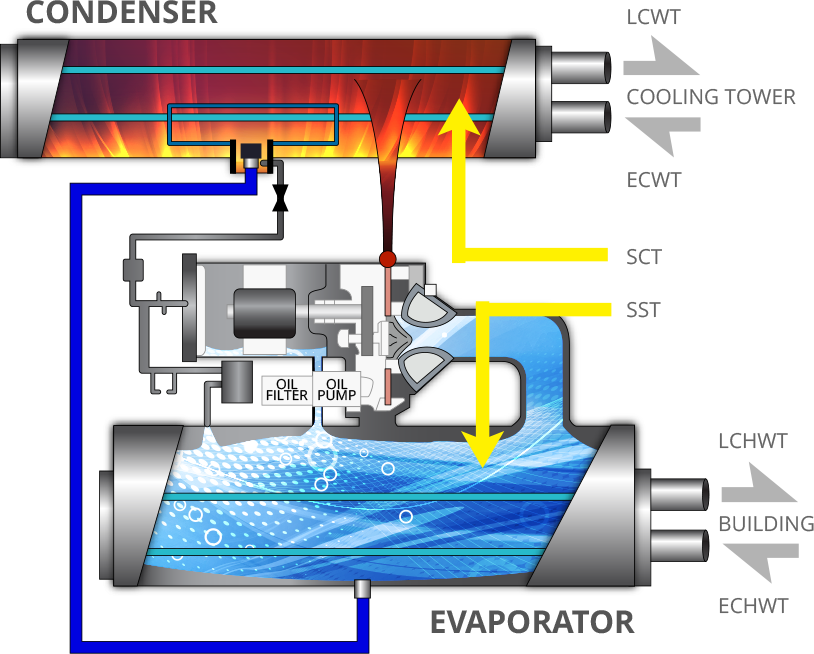 CONDENSER
LCWT
COOLING TOWER
ECWT
SCT
SST
OIL
FILTER
OIL
PUMP
LCHWT
BUILDING
ECHWT
EVAPORATOR